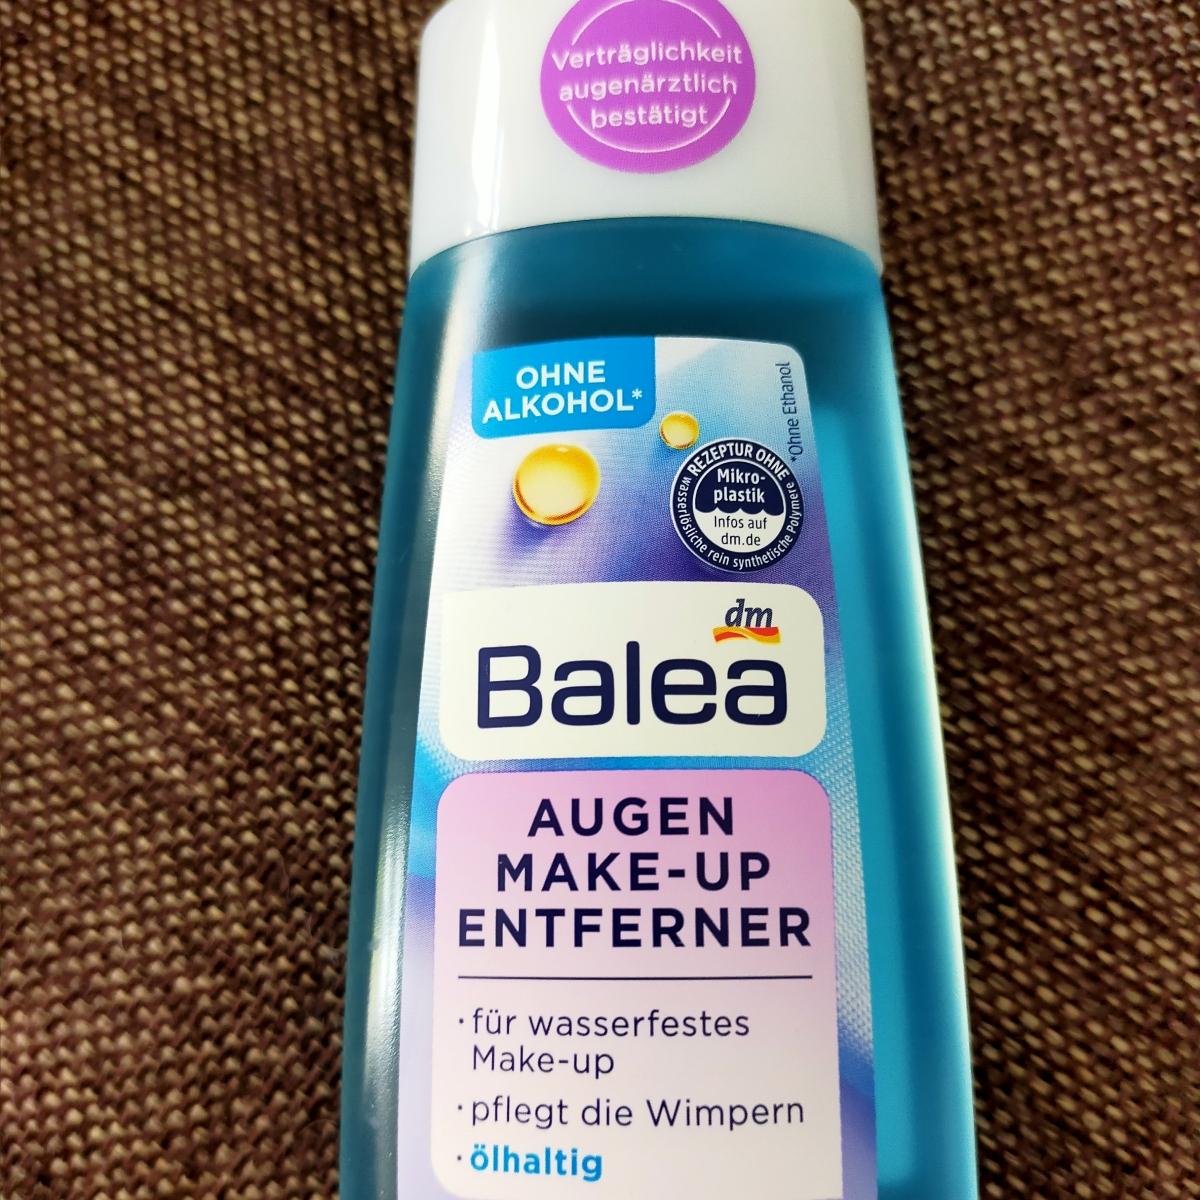 Verträglichkeit
augenärztlich
bestätigt
OHNE
ALKOHOL*
*Ohne Ethanol
REZEPTUR OHNE
Mikro-
plastik
Infos auf
dm.de
wasserlösliche rein synthetische Polymere
dm
Balea
AUGEN
MAKE-UP
ENTFERNER
· für wasserfestes
Make-up
· pflegt die Wimpern
· ölhaltig